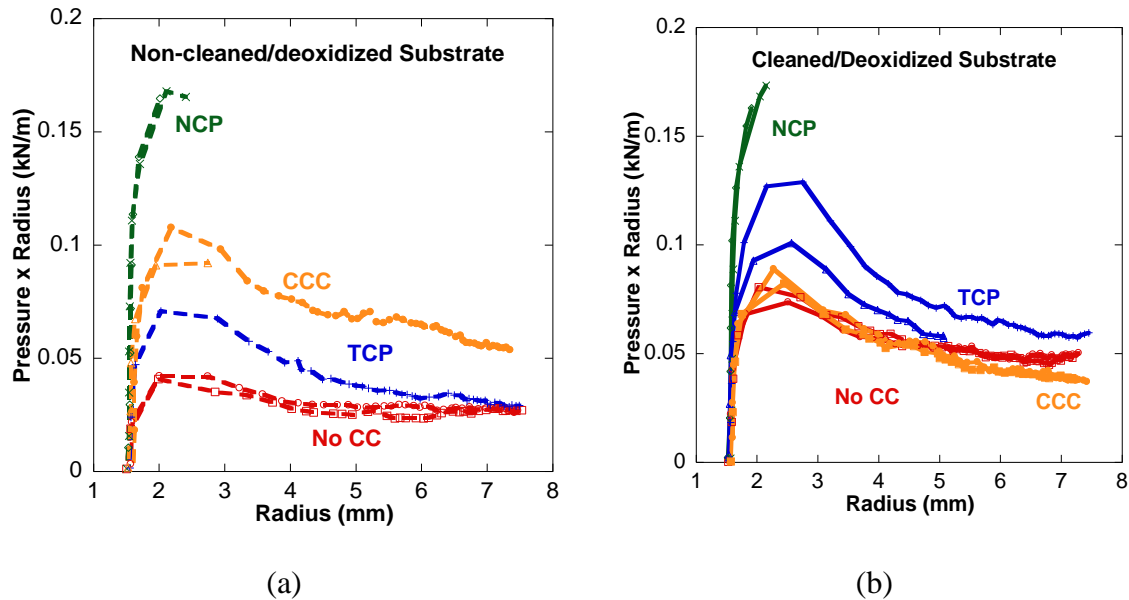 Non-cleaned/deoxidized Substrate
Pressure x Radius (kN/m)
0.2
0.15
0.1
0.05
0
NCP
CCC
TCP
No CC
1 2 3 4 5 6 7 8
Radius (mm)
(a)
Cleaned/Deoxidized Substrate
Pressure x Radius (kN/m)
0.2
0.15
0.1
0.05
0
NCP
TCP
No CC
CCC
1 2 3 4 5 6 7 8
Radius (mm)
(b)